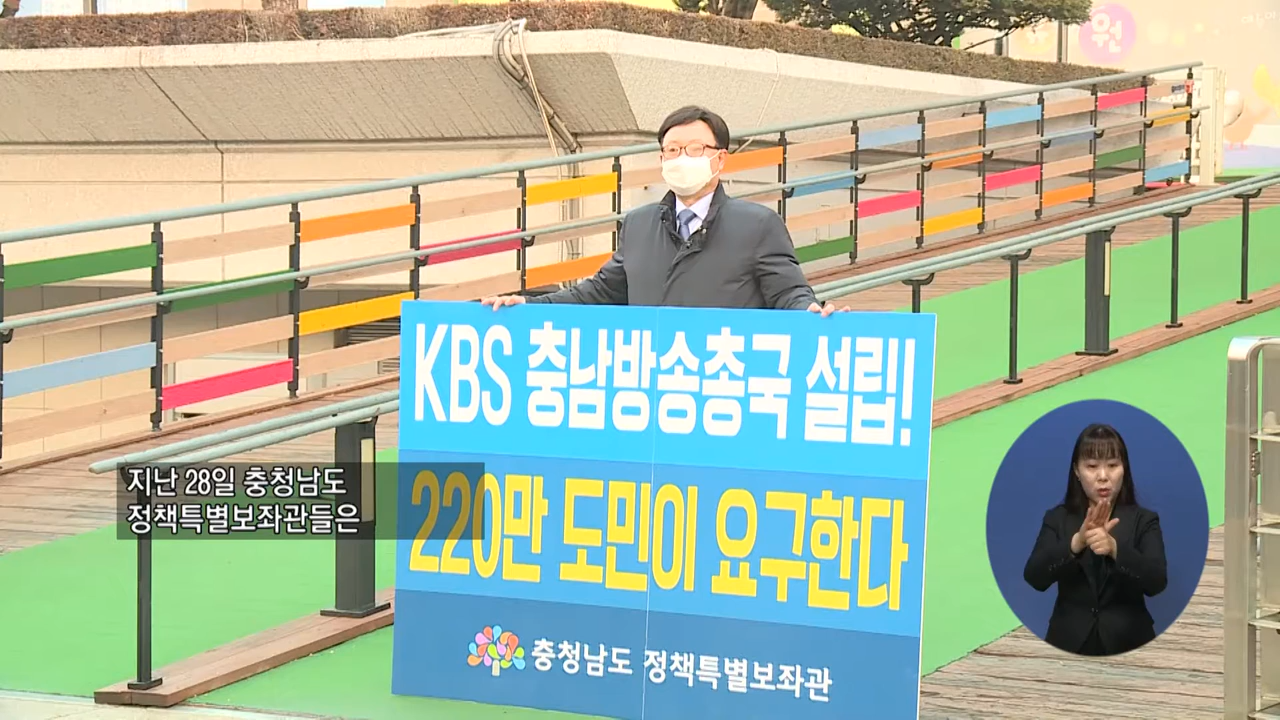 원
KBS 충남방송총국 설립!
220만 도민이 요구한다
충청남도 정책특별보좌관
지난 28일 충청남도
정책특별보좌관들은